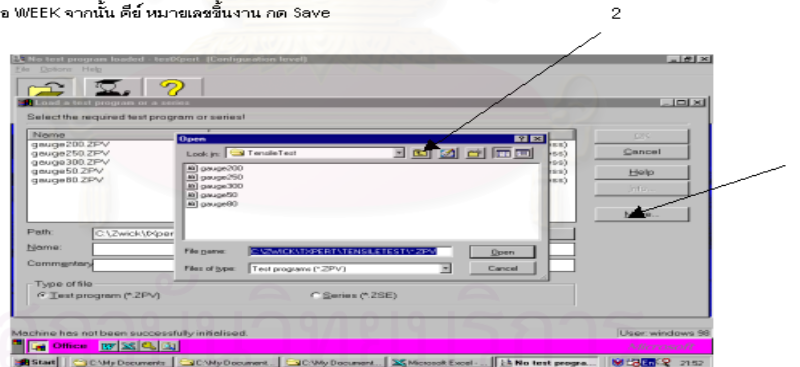 อ WEEK จากนั้น คีย์ หมายเลขชิ้นงาน กด Save
2
No test program loaded - testXpert (Configuration level)
File Options Help
Load a test program or a series
Select the required test program or series!
Name
gauge200.ZPV
gauge250.ZPV
gauge300.ZPV
gauge50.ZPV
gauge80.ZPV
Open
Look in: TensileTest
gauge200
gauge250
gauge300
gauge50
gauge80
File name: C:\ZWICK\TXPERT\TENSILETEST\*.ZPV Open
Files of type: Test programs (*.ZPV) Cancel
OK
Cancel
Help
Info...
Path: C:\Zwick\txper
Name:
Commentary
Type of file
Test program (*.ZPV) Series (*.ZSE)
Machine has not been successfully initialised. User: windows 98
Office Microsoft
Start C:\My Documents C:\My Document... C:\My Document... Microsoft Excel - ... No test progra... En 21:52